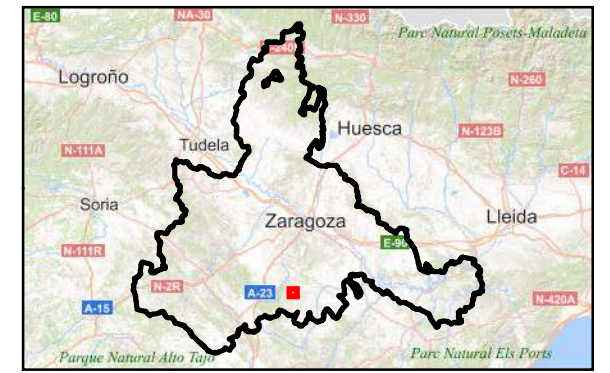 E-80
NA-30
N-330
Parc Natural Posets-Maladeta
-240
Logroño
N-260
Huesca
N-123B
Tudela
N-111A
C-14
Soria
Zaragoza
Lleida
N-111R
E-90
N-2R
A-23
A-15
N-420A
Parque Natural Alto Tajo
Parc Natural Els Ports